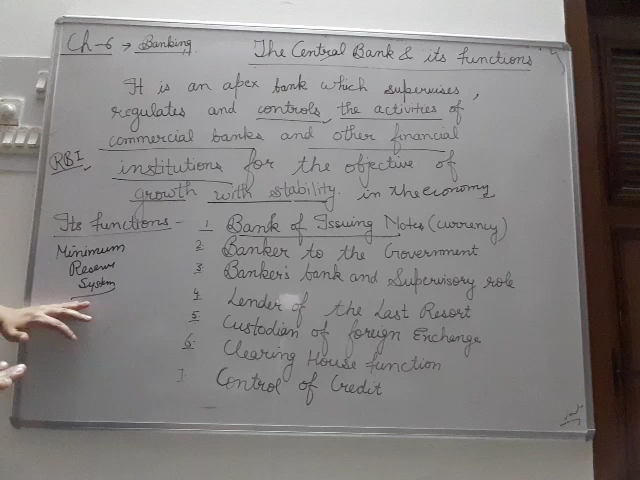 Ch-6 → Banking.
The Central Bank & its functions
It is an apex bank which supervises,
regulates and controls, the activities of
commercial banks and other financial
RBI
institutions for the objective of
growth with stability. in the economy
Its functions -
Minimum
Reserve
System
1 Bank of Issuing Notes (currency)
2 Banker to the Government
3 Banker's bank and Supervisory role
4 Lender of the Last Resort
5 Custodian of foreign Exchange
6 Clearing House function
7 Control of Credit